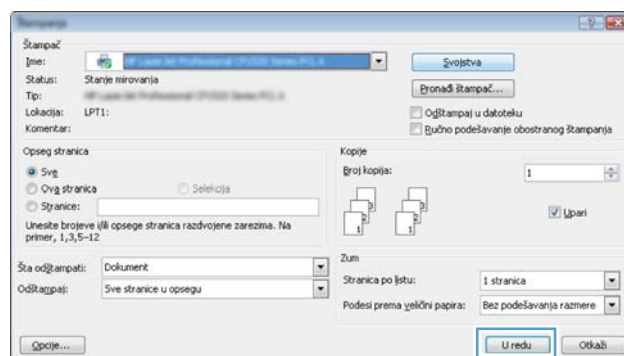 Štampanje
Štampač
Ime:
Svojstva
Status: Stanje mirovanja
Pronađi štampač...
Tip:
Lokacija: LPT1:
Odštampaj u datoteku
Komentar:
Ručno podešavanje obostranog štampanja
Opseg stranica
Kopije
Sve
Broj kopija: 1
Ova stranica Selekcija
Stranice:
Upari
Unesite brojeve i/ili opsege stranica razdvojene zarezima. Na
primer, 1,3,5–12
Zum
Šta odštampati: Dokument
Stranica po listu: 1 stranica
Odštampaj: Sve stranice u opsegu
Podesi prema veličini papira: Bez podešavanja razmere
Opcije...
U redu
Otkaži